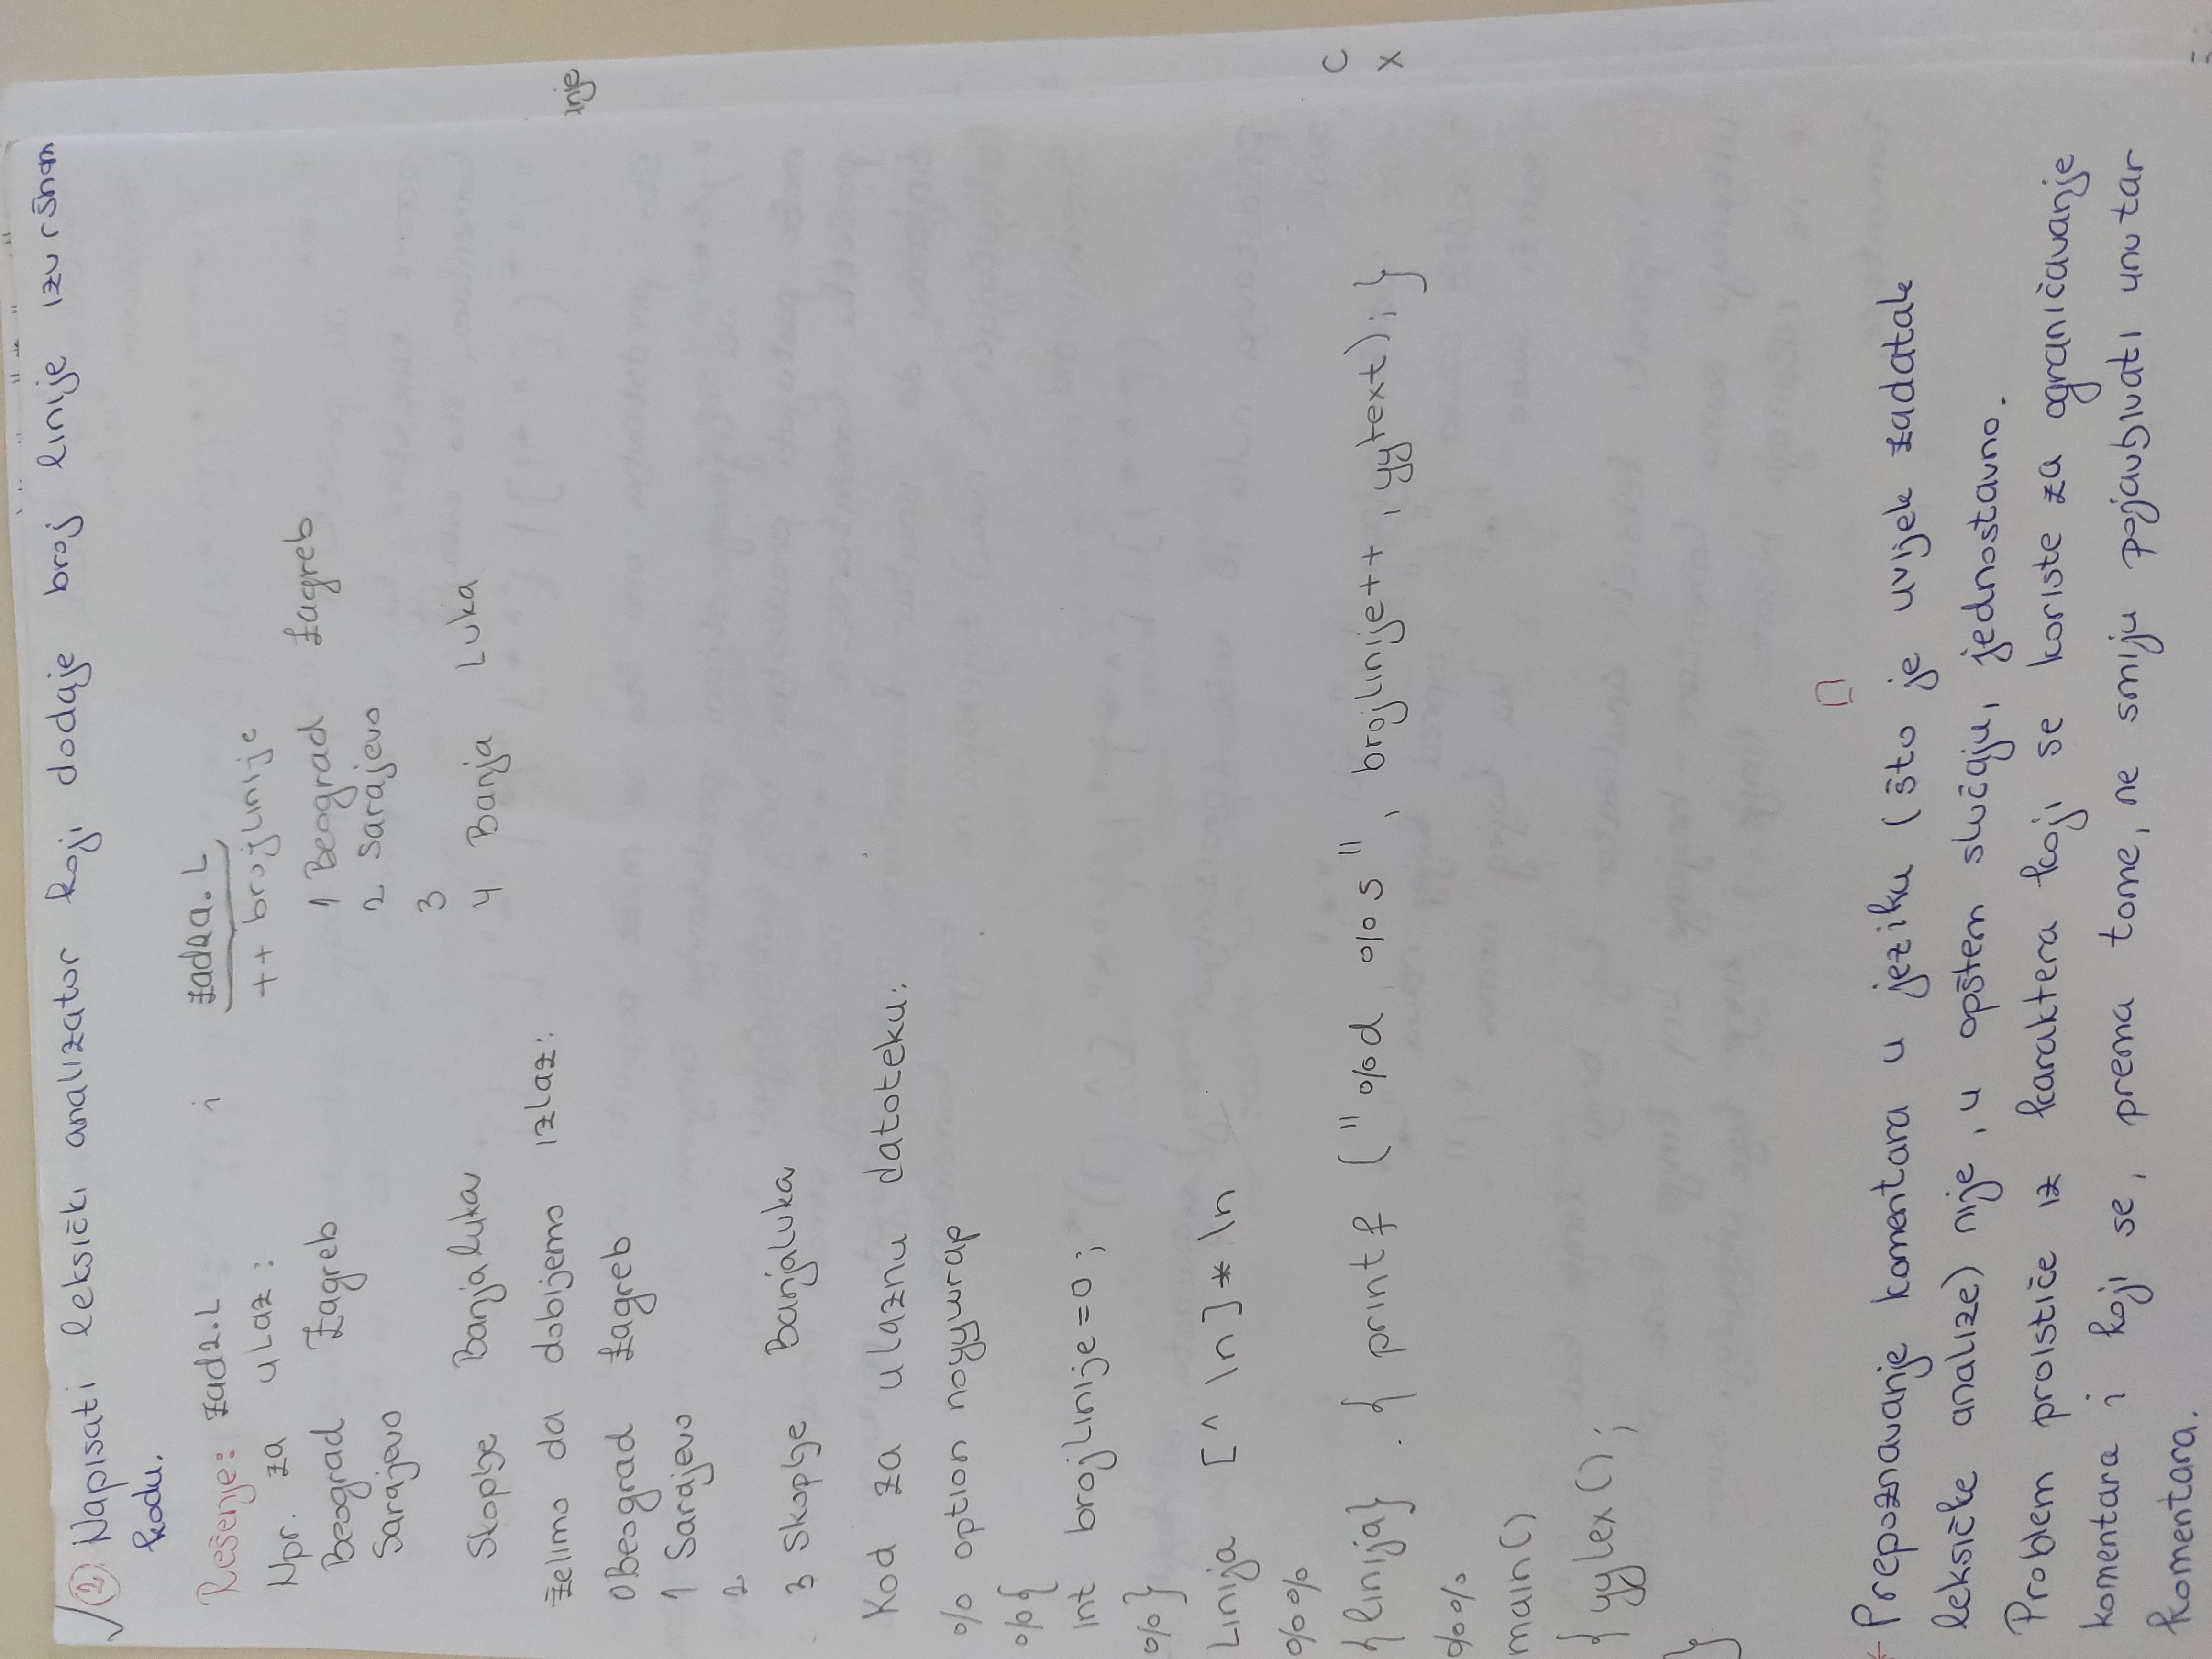 ② Napisati leksički analizator koji dodaje broj linije izvršnom
kodu.
Rešenje: zad2.L i zad2a.L
++ brojlinije
Npr. za ulaz:
Beograd Zagreb
Sarajevo
Skoplje Banjaluka
1 Beograd Zagreb
2 Sarajevo
3
4 Banja Luka
želimo da dobijemo izlaz:
0Beograd Zagreb
1 Sarajevo
2
3 Skoplje Banjaluka
Kod za ulaznu datoteku:
% option noyywrap
%{
int brojlinije=0;
%}
Linija [^ \n]*\n
%%
{linija} {printf ("%d %s", brojlinije++, yytext);}
%%
main()
{yylex();
}
Prepoznavanje komentara u jeziku (što je uvijek zadatak
leksičke analize) nije, u opštem slučaju, jednostavno.
Problem proističe iz karaktera koji se koriste za ograničavanje
komentara i koji se, prema tome, ne smiju pojavljivati unutar
komentara.
nje
C
X